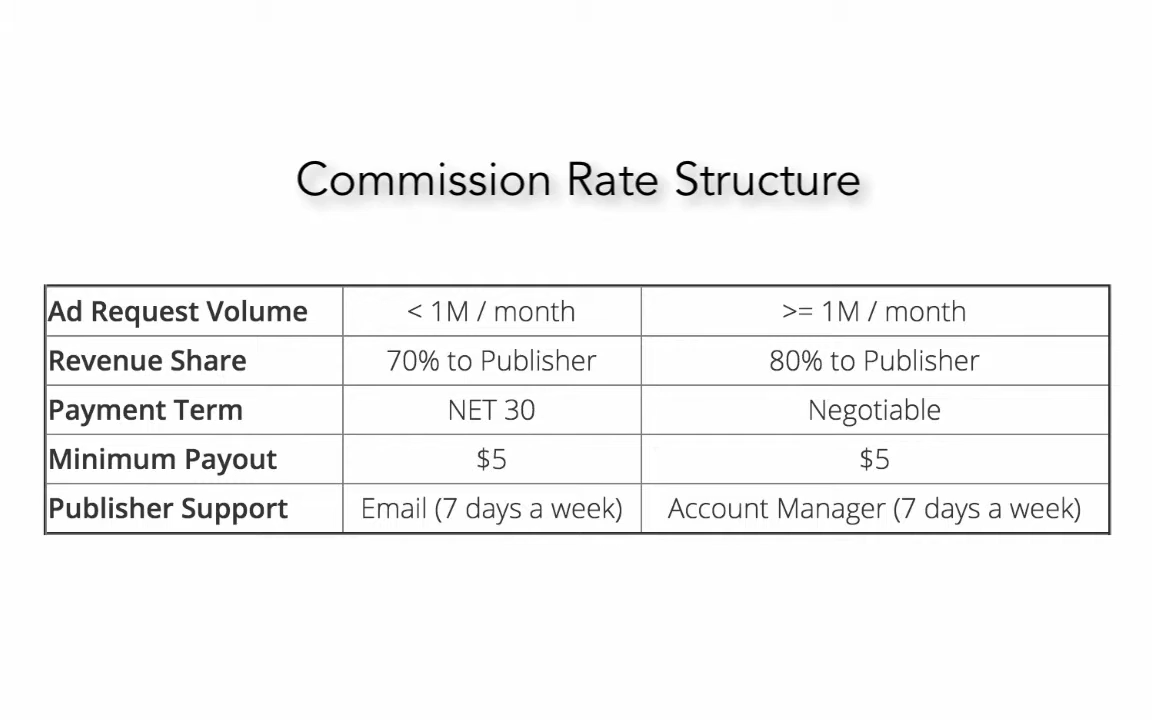 Commission Rate Structure
Ad Request Volume < 1M / month >= 1M / month
Revenue Share 70% to Publisher 80% to Publisher
Payment Term NET 30 Negotiable
Minimum Payout $5 $5
Publisher Support Email (7 days a week) Account Manager (7 days a week)